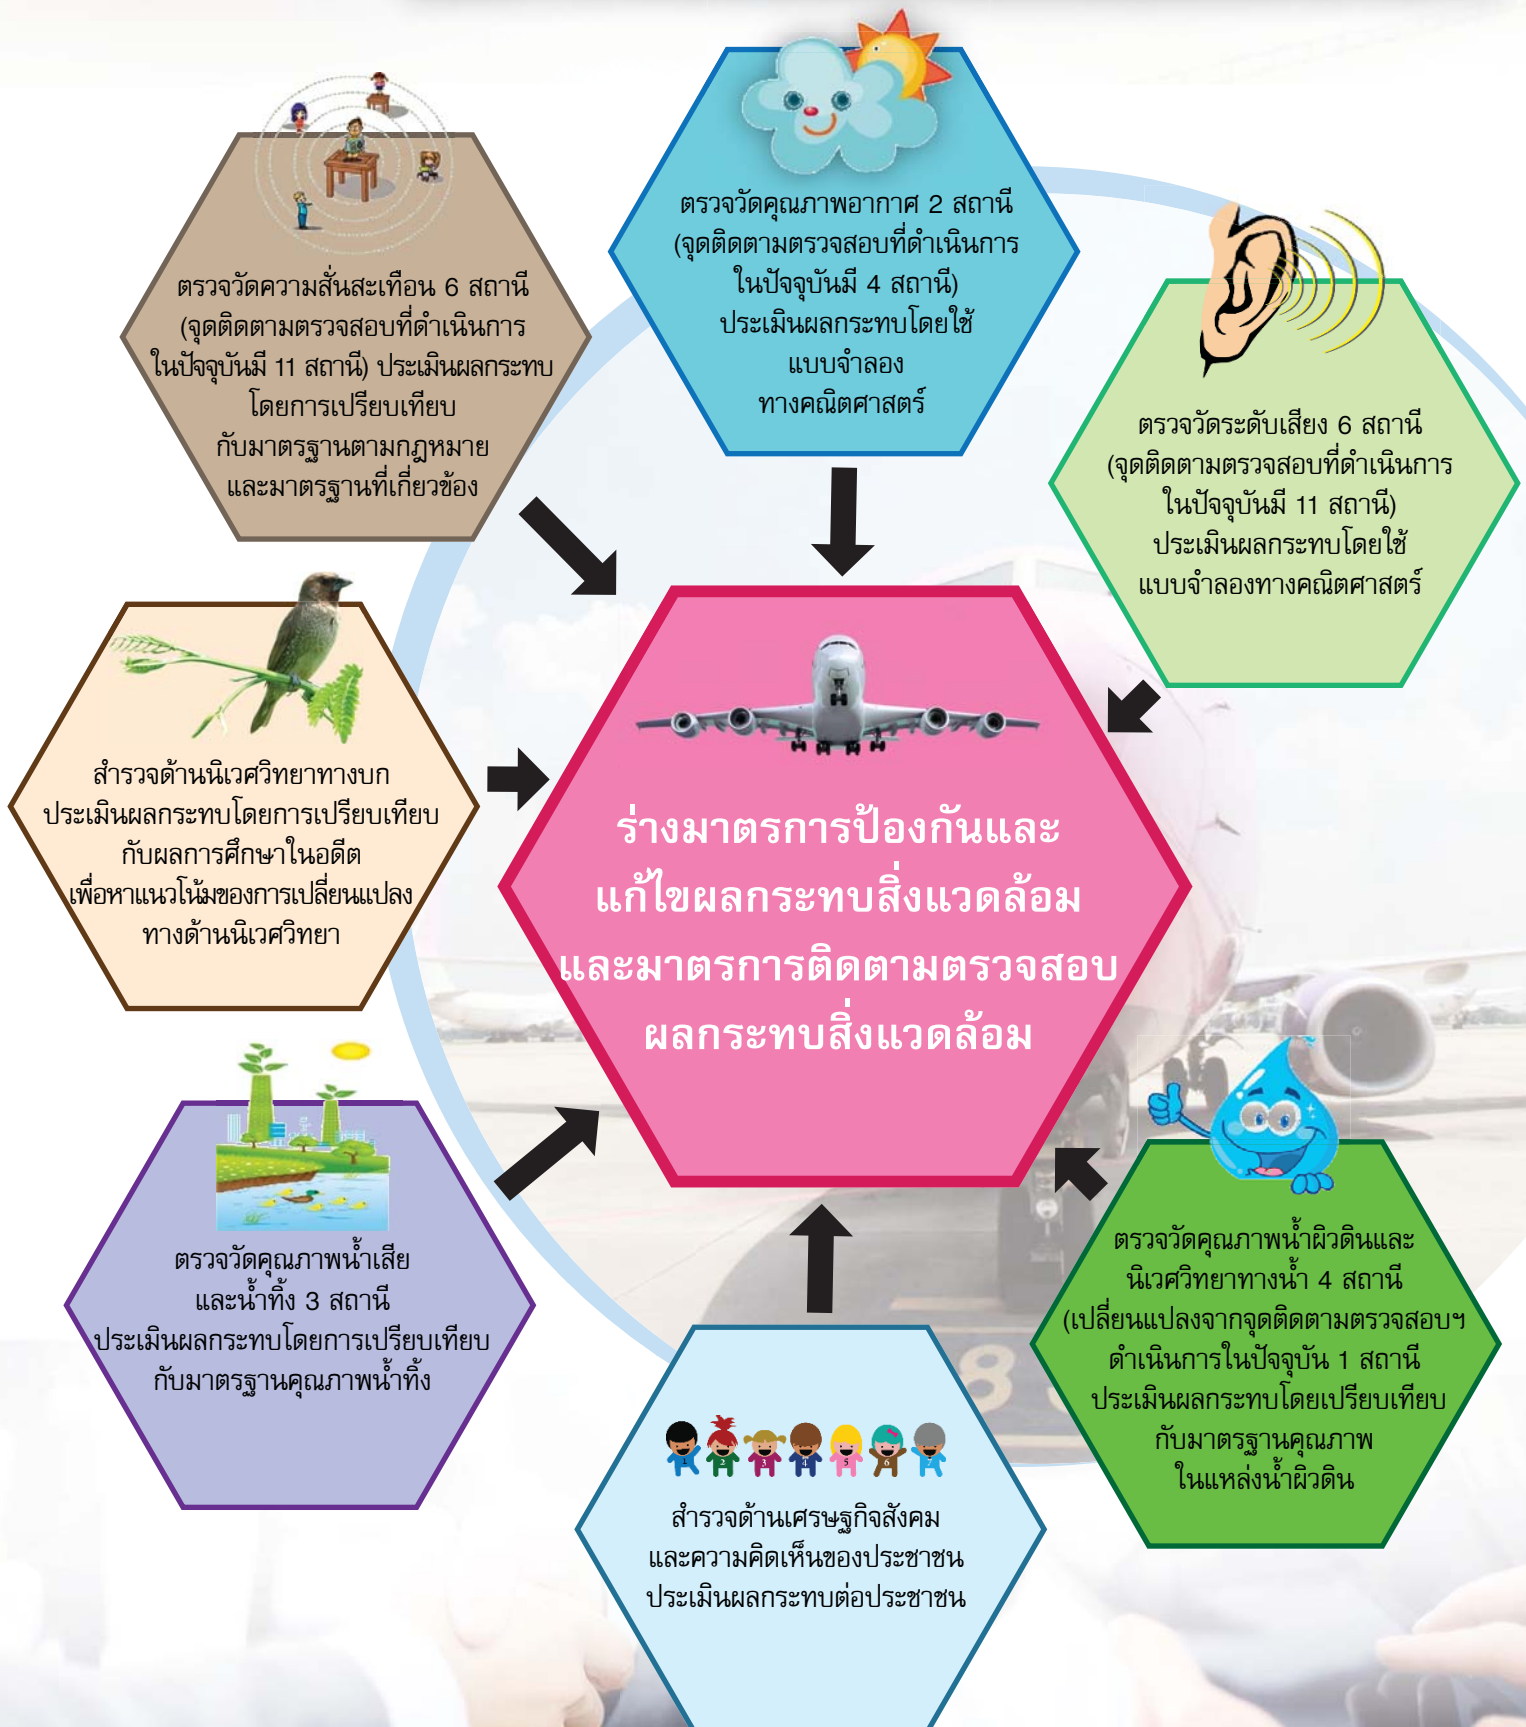 ตรวจวัดคุณภาพอากาศ 2 สถานี
(จุดติดตามตรวจสอบที่ดำเนินการ
ในปัจจุบันมี 4 สถานี)
ประเมินผลกระทบโดยใช้
แบบจำลอง
ทางคณิตศาสตร์
ตรวจวัดความสั่นสะเทือน 6 สถานี
(จุดติดตามตรวจสอบที่ดำเนินการ
ในปัจจุบันมี 11 สถานี) ประเมินผลกระทบ
โดยการเปรียบเทียบ
กับมาตรฐานตามกฎหมาย
และมาตรฐานที่เกี่ยวข้อง
ตรวจวัดระดับเสียง 6 สถานี
(จุดติดตามตรวจสอบที่ดำเนินการ
ในปัจจุบันมี 11 สถานี)
ประเมินผลกระทบโดยใช้
แบบจำลองทางคณิตศาสตร์
สำรวจด้านนิเวศวิทยาทางบก
ประเมินผลกระทบโดยการเปรียบเทียบ
กับผลการศึกษาในอดีต
เพื่อหาแนวโน้มของการเปลี่ยนแปลง
ทางด้านนิเวศวิทยา
ร่างมาตรการป้องกันและ
แก้ไขผลกระทบสิ่งแวดล้อม
และมาตรการติดตามตรวจสอบ
ผลกระทบสิ่งแวดล้อม
ตรวจวัดคุณภาพน้ำเสีย
และน้ำทิ้ง 3 สถานี
ประเมินผลกระทบโดยการเปรียบเทียบ
กับมาตรฐานคุณภาพน้ำทิ้ง
ตรวจวัดคุณภาพน้ำผิวดินและ
นิเวศวิทยาทางน้ำ 4 สถานี
(เปลี่ยนแปลงจากจุดติดตามตรวจสอบฯ
ดำเนินการในปัจจุบัน 1 สถานี
ประเมินผลกระทบโดยเปรียบเทียบ
กับมาตรฐานคุณภาพ
ในแหล่งน้ำผิวดิน
1 2 3 4 5 6 7
สำรวจด้านเศรษฐกิจสังคม
และความคิดเห็นของประชาชน
ประเมินผลกระทบต่อประชาชน